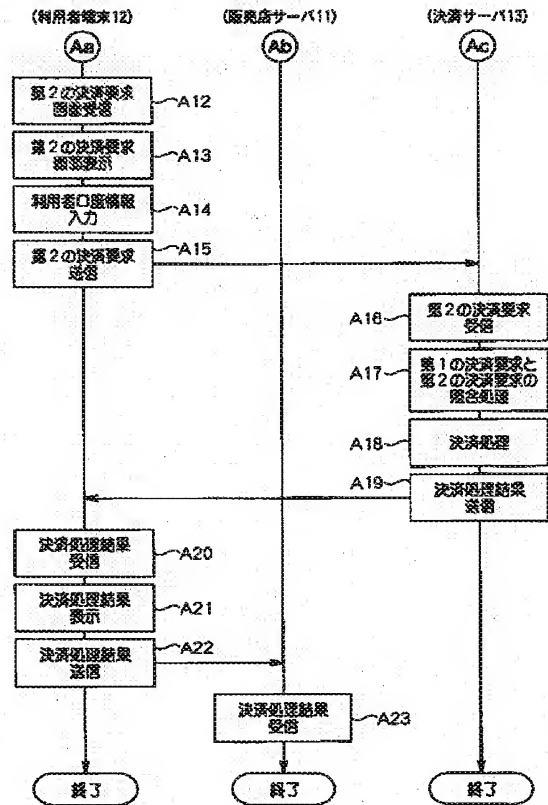 (利用者端末12)
(販売店サーバ11)
(決済サーバ13)
Aa
Ab
Ac
第2の決済要求
画面受信
A12
第2の決済要求
画面表示
A13
利用者口座情報
入力
A14
第2の決済要求
送信
A15
第2の決済要求
受信
A16
第1の決済要求と
第2の決済要求の
照合処理
A17
決済処理
A18
決済処理結果
送信
A19
決済処理結果
受信
A20
決済処理結果
表示
A21
決済処理結果
送信
A22
決済処理結果
受信
A23
終了
終了
終了